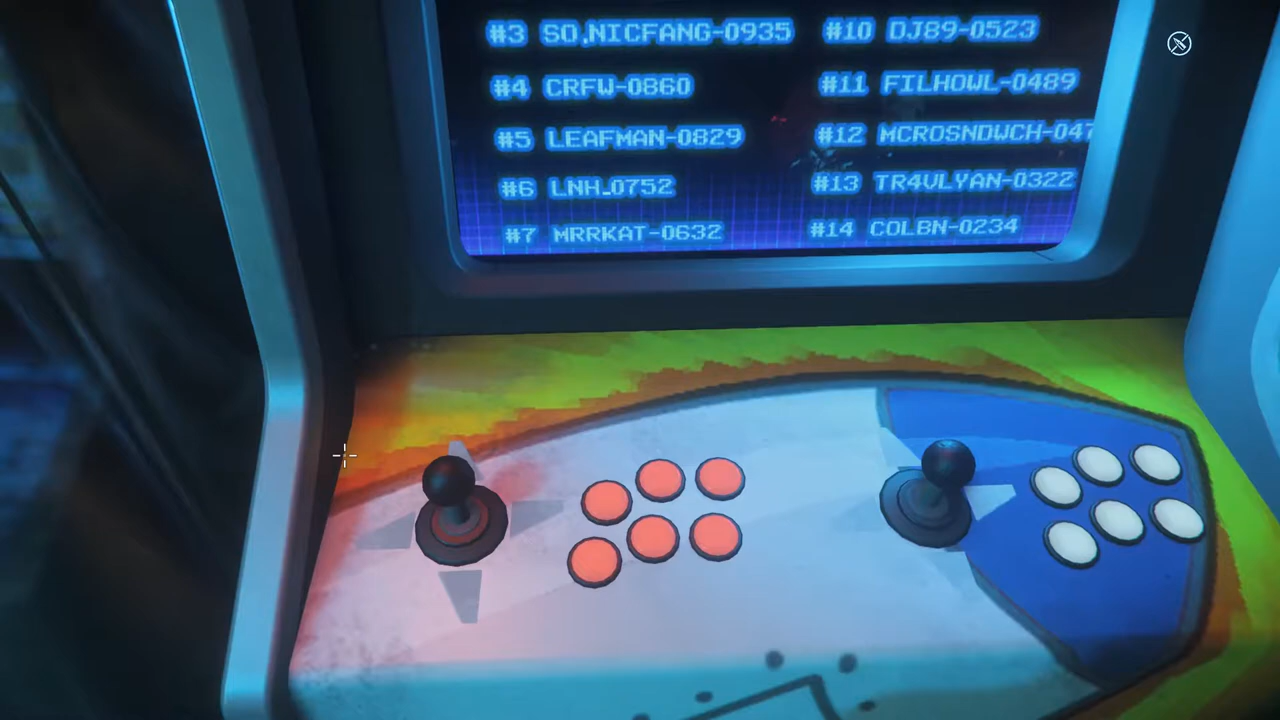 #3 SO.NICFANG-0935
#4 CRFW-0860
#5 LEAFMAN-0829
#6 LNH_0752
#7 MRRKAT-0632
#10 DJ89-0523
#11 FILHOWL-0489
#12 MCROSNDWCH-047
#13 TR4VLYAN-0322
#14 COLBN-0234